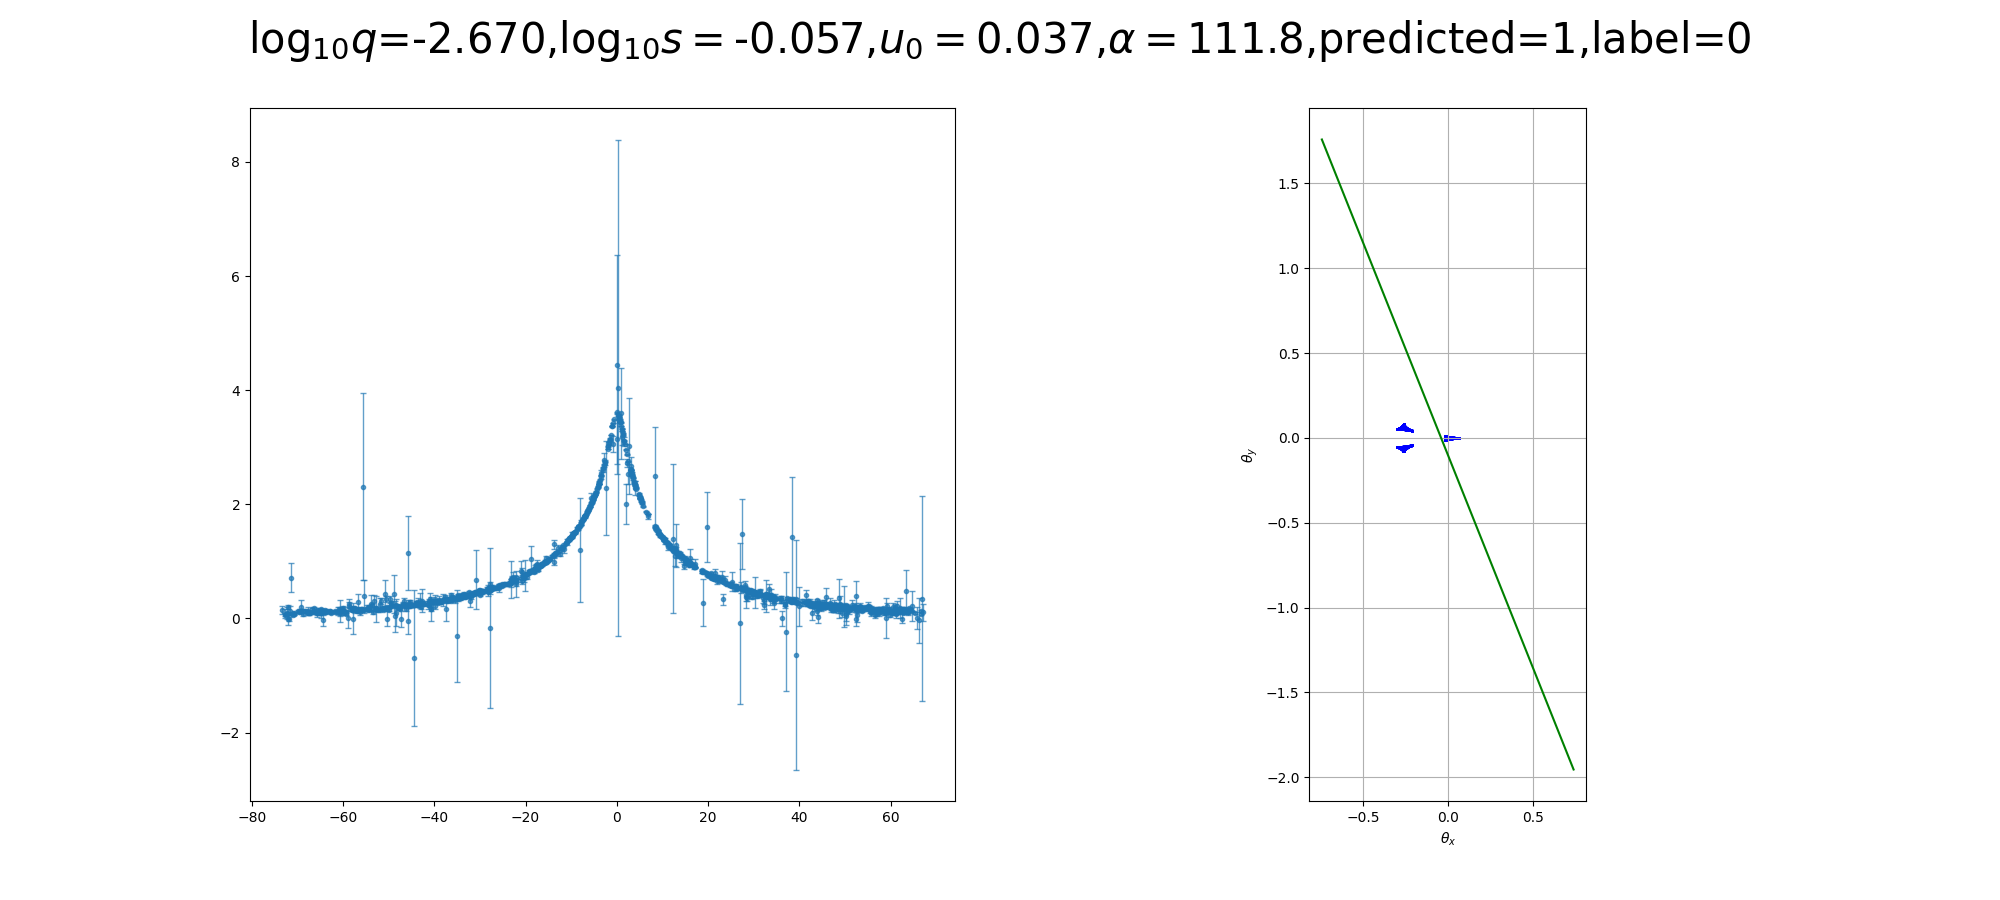 log₁₀q=-2.670,log₁₀s = -0.057,u₀ = 0.037,α = 111.8,predicted=1,label=0
8
6
4
2
0
−2
−80 −60 −40 −20 0 20 40 60
1.5
1.0
0.5
0.0
−0.5
−1.0
−1.5
−2.0
θy
−0.5 0.0 0.5
θx